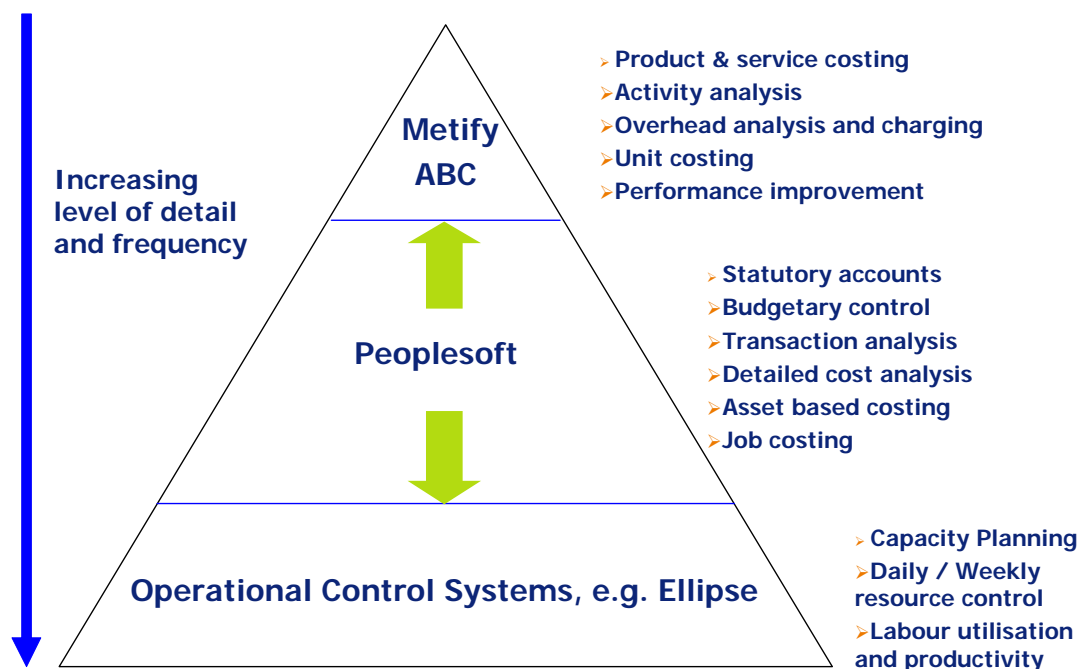 Increasing
level of detail
and frequency
Metify
ABC
➢Product & service costing
➢Activity analysis
➢Overhead analysis and charging
➢Unit costing
➢Performance improvement
Peoplesoft
➢Statutory accounts
➢Budgetary control
➢Transaction analysis
➢Detailed cost analysis
➢Asset based costing
➢Job costing
Operational Control Systems, e.g. Ellipse
➢Capacity Planning
➢Daily / Weekly
resource control
➢Labour utilisation
and productivity